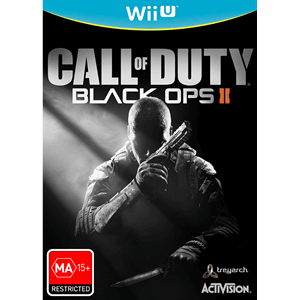 Wii U
CALL OF DUTY
BLACK OPS II
MA 15+
RESTRICTED
treyarch
ACTIVISION